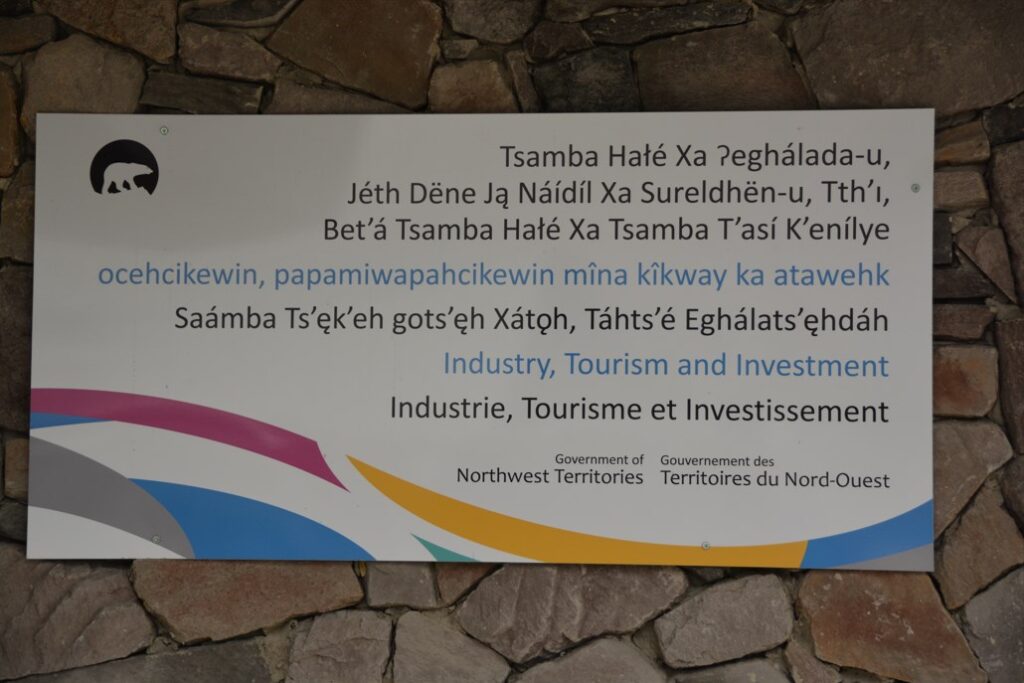 Tsamba Hałé Xa ʔeghálada-u,
Jéth Dëne Ją Náídíl Xa Sureldhën-u, Tth’ı,
Bet’á Tsamba Hałé Xa Tsamba T’así K’enílye
ocehcikewin, papamiwapahcikewin mîna kîkway ka atawehk
Saámba Ts’ę́k’eh gots’ęh Xátǫh, Táhts’é Eghálats’ęhdáh
Industry, Tourism and Investment
Industrie, Tourisme et Investissement
Government of
Northwest Territories
Gouvernement des
Territoires du Nord-Ouest